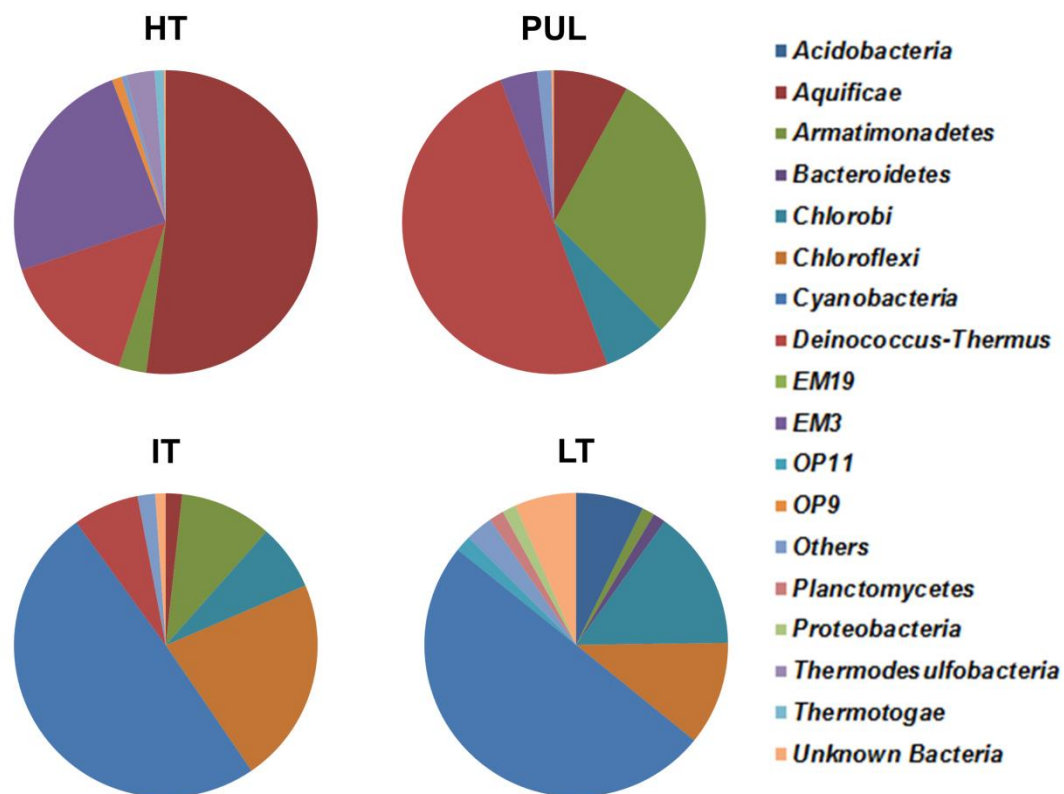 HT
PUL
IT
LT
Acidobacteria
Aquificae
Armatimonadetes
Bacteroidetes
Chlorobi
Chloroflexi
Cyanobacteria
Deinococcus-Thermus
EM19
EM3
OP11
OP9
Others
Planctomycetes
Proteobacteria
Thermodesulfobacteria
Thermotogae
Unknown Bacteria